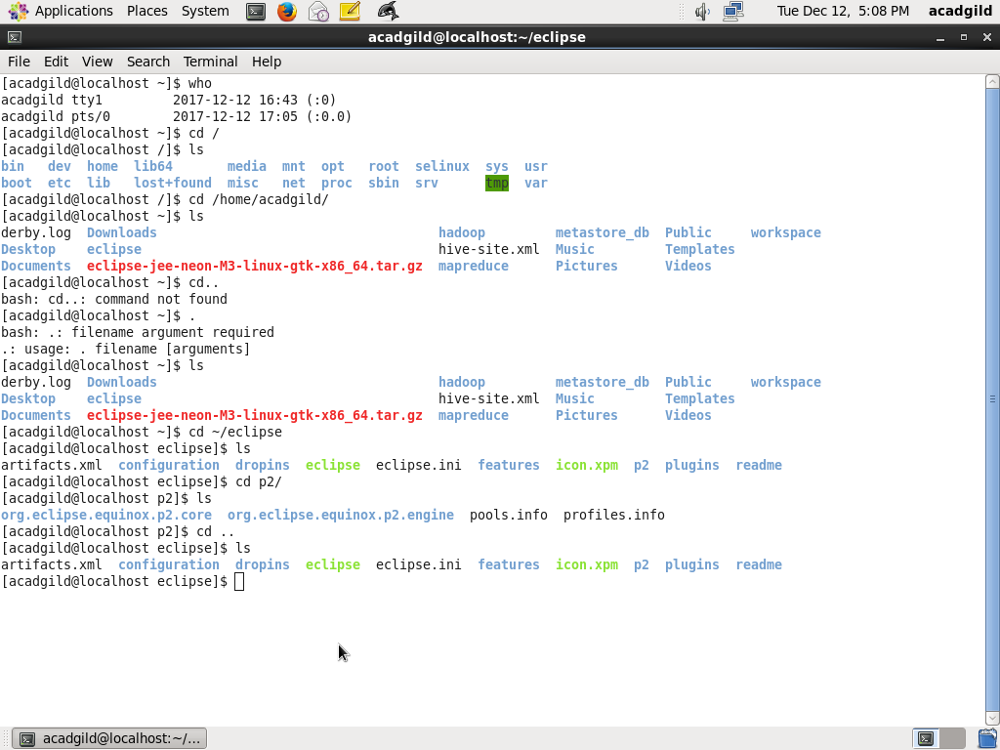 Applications Places System Tue Dec 12, 5:08 PM acadgild
acadgild@localhost:~/eclipse
File Edit View Search Terminal Help
[acadgild@localhost ~]$ who
acadgild tty1         2017-12-12 16:43 (:0)
acadgild pts/0        2017-12-12 17:05 (:0.0)
[acadgild@localhost ~]$ cd /
[acadgild@localhost /]$ ls
bin   dev  home  lib64       media  mnt  opt   root  selinux  sys  usr
boot  etc  lib   lost+found  misc   net  proc  sbin  srv      tmp  var
[acadgild@localhost /]$ cd /home/acadgild/
[acadgild@localhost ~]$ ls
derby.log  Downloads                                    hadoop         metastore_db  Public     workspace
Desktop    eclipse                                      hive-site.xml  Music         Templates
Documents  eclipse-jee-neon-M3-linux-gtk-x86_64.tar.gz  mapreduce      Pictures      Videos
[acadgild@localhost ~]$ cd..
bash: cd..: command not found
[acadgild@localhost ~]$ .
bash: .: filename argument required
.: usage: . filename [arguments]
[acadgild@localhost ~]$ ls
derby.log  Downloads                                    hadoop         metastore_db  Public     workspace
Desktop    eclipse                                      hive-site.xml  Music         Templates
Documents  eclipse-jee-neon-M3-linux-gtk-x86_64.tar.gz  mapreduce      Pictures      Videos
[acadgild@localhost ~]$ cd ~/eclipse
[acadgild@localhost eclipse]$ ls
artifacts.xml  configuration  dropins  eclipse  eclipse.ini  features  icon.xpm  p2  plugins  readme
[acadgild@localhost eclipse]$ cd p2/
[acadgild@localhost p2]$ ls
org.eclipse.equinox.p2.core  org.eclipse.equinox.p2.engine  pools.info  profiles.info
[acadgild@localhost p2]$ cd ..
[acadgild@localhost eclipse]$ ls
artifacts.xml  configuration  dropins  eclipse  eclipse.ini  features  icon.xpm  p2  plugins  readme
[acadgild@localhost eclipse]$
acadgild@localhost:~/...